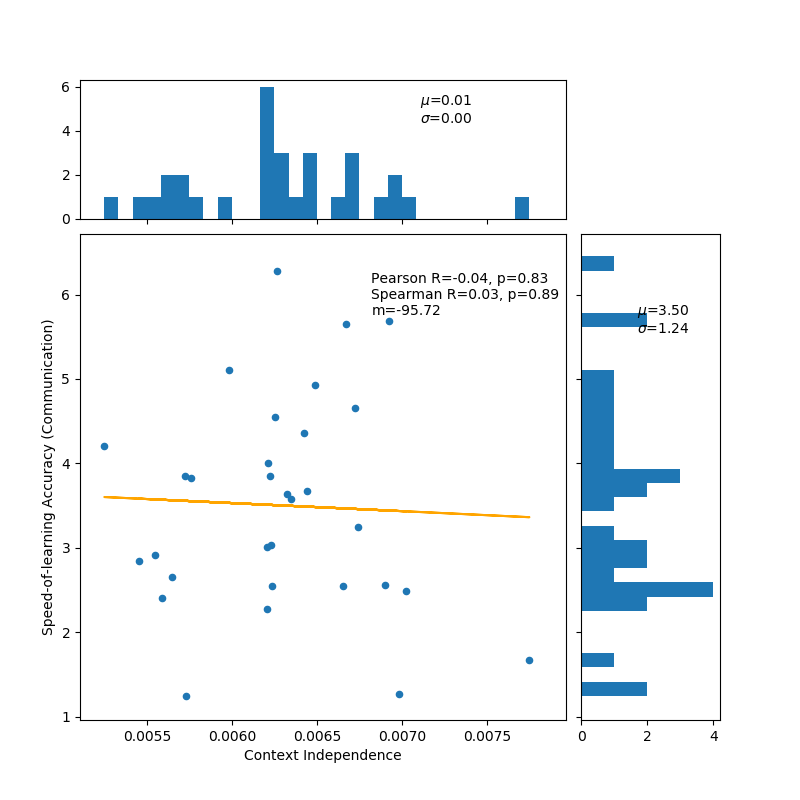 6
4
2
0
μ=0.01
σ=0.00
Speed-of-learning Accuracy (Communication)
6
5
4
3
2
1
Pearson R=-0.04, p=0.83
Spearman R=0.03, p=0.89
m=-95.72
μ=3.50
σ=1.24
0.0055 0.0060 0.0065 0.0070 0.0075
0 2 4
Context Independence